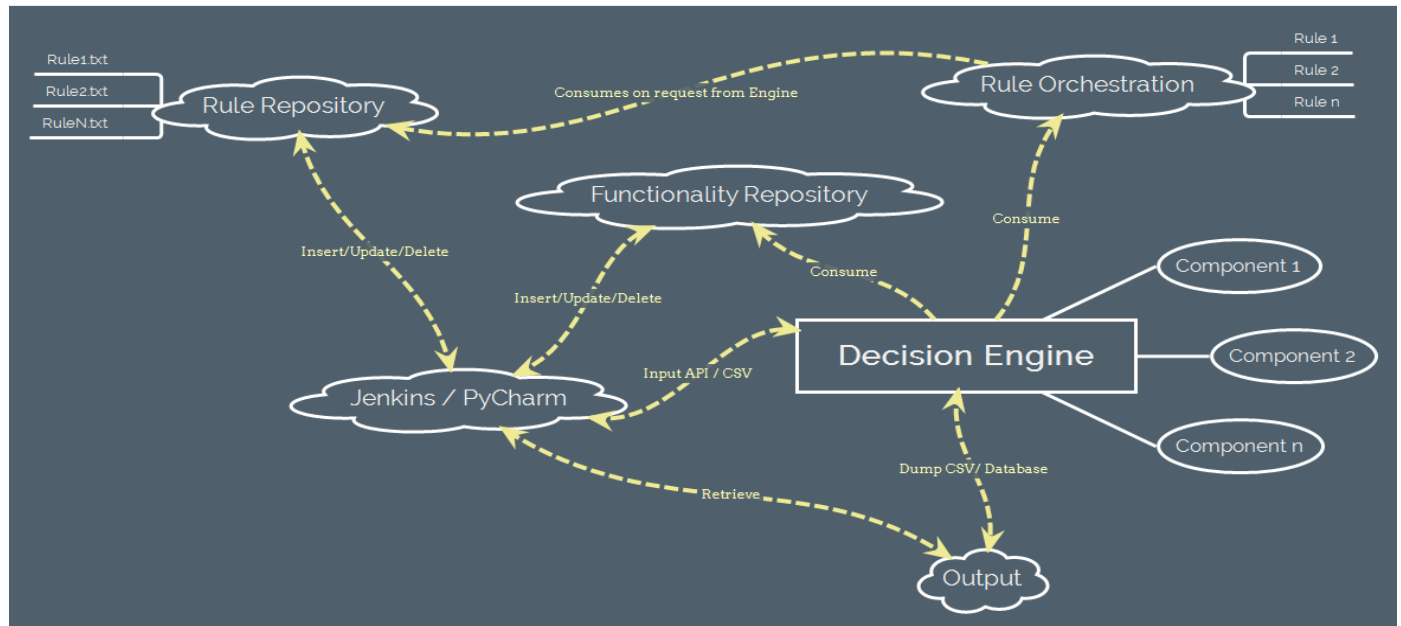 Rule1.txt
Rule2.txt
RuleN.txt
Rule Repository
Consumes on request from Engine
Rule Orchestration
Rule 1
Rule 2
Rule n
Functionality Repository
Insert/Update/Delete
Insert/Update/Delete
Consume
Consume
Component 1
Input API / CSV
Decision Engine
Component 2
Jenkins / PyCharm
Component n
Dump CSV/ Database
Retrieve
Output